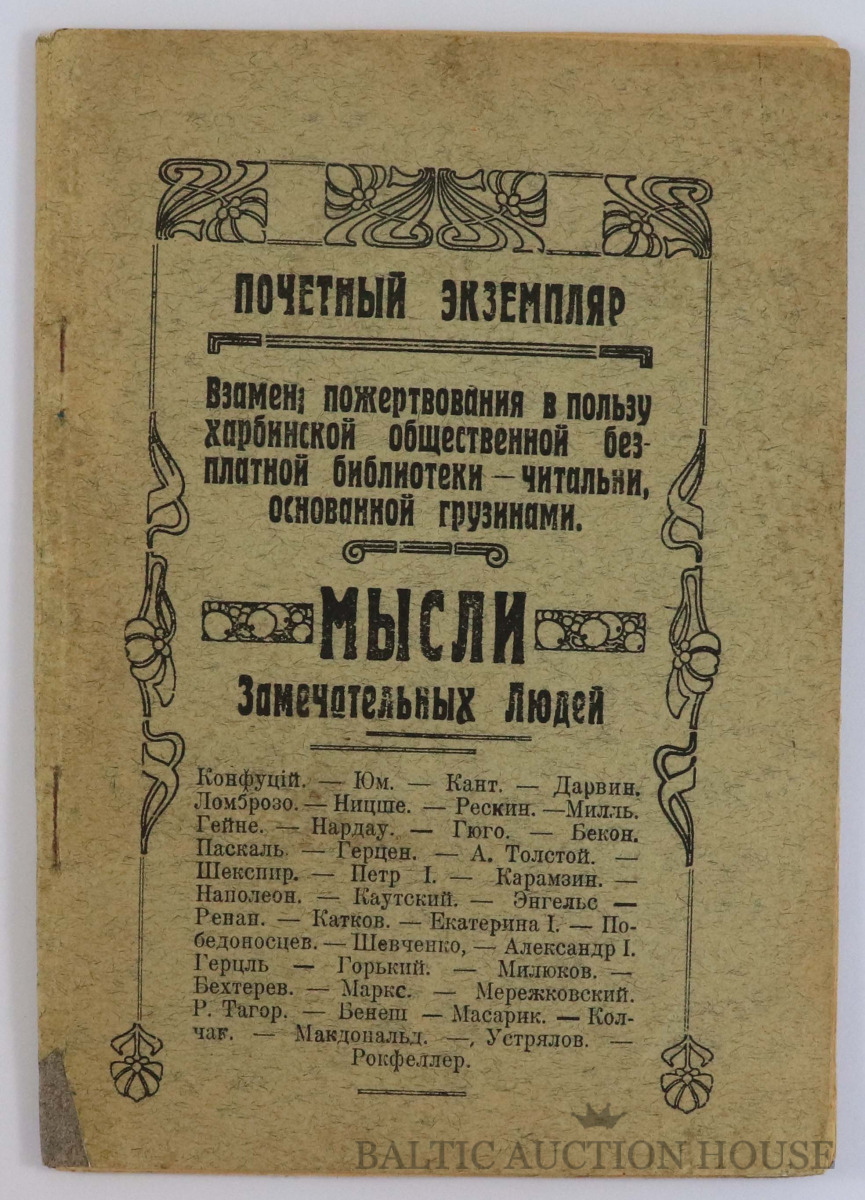 ПОЧЕТНЫЙ ЭКЗЕМПЛЯР
Взамен; пожертвования в пользу
харбинской общественной без-
платной библиотеки — читальни,
основанной грузинами.
МЫСЛИ
Замечательных Людей
Конфуцій. — Юм. — Кант. — Дарвин.
Ломброзо. — Ницше. — Рескин. — Милль.
Гейне. — Нардау. — Гюго. — Бекон.
Паскаль. — Герцен. — А. Толстой. —
Шекспир. — Петр I. — Карамзин. —
Наполеон. — Каутский. — Энгельс —
Ренан. — Катков. — Екатерина I. — По-
бедоносцев. — Шевченко, — Александр I.
Герцль — Горький. — Милюков. —
Бехтерев. — Маркс. — Мережковский.
Р. Тагор. — Бенеш — Масарик. — Кол-
чак. — Макдональд. —, Устрялов. —
Рокфеллер.
BALTIC AUCTION HOUSE